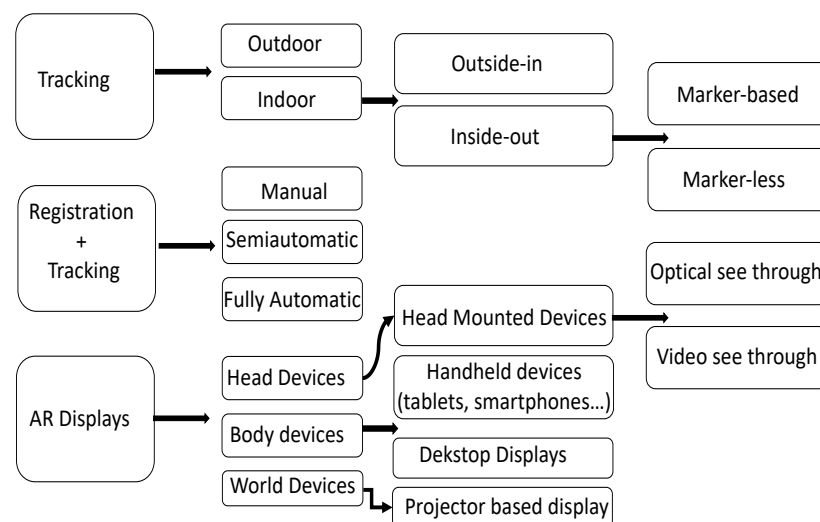 Tracking
Outdoor
Indoor
Outside-in
Inside-out
Marker-based
Marker-less
Registration
+
Tracking
Manual
Semiautomatic
Fully Automatic
AR Displays
Head Devices
Body devices
World Devices
Head Mounted Devices
Handheld devices
(tablets, smartphones...)
Dekstop Displays
Projector based display
Optical see through
Video see through